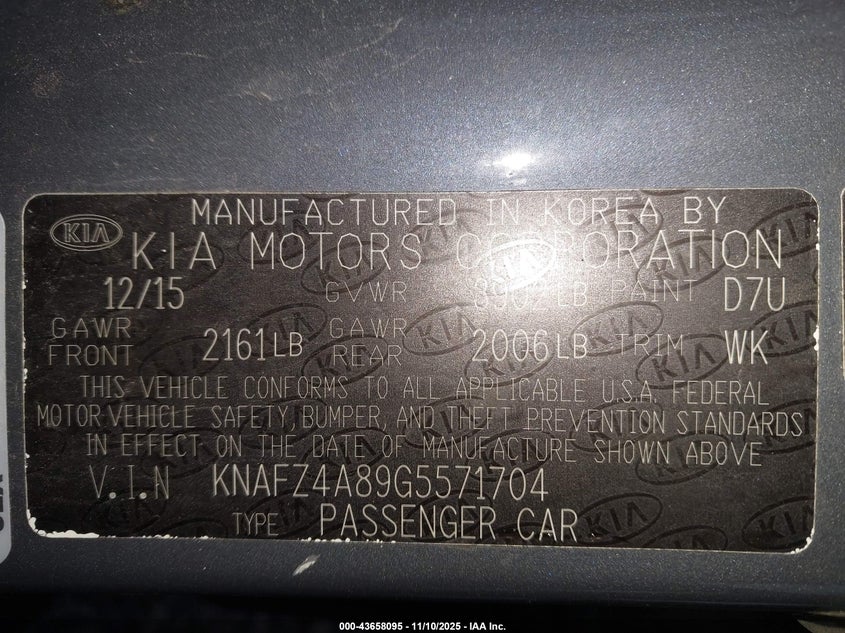 MANUFACTURED IN KOREA BY
KIA KIA MOTORS CORPORATION
12/15 GVWR LB PAINT D7U
GAWR FRONT 2161LB GAWR REAR 2006LB TRIM WK
THIS VEHICLE CONFORMS TO ALL APPLICABLE U.S.A. FEDERAL
MOTOR VEHICLE SAFETY, BUMPER, AND THEFT PREVENTION STANDARDS
IN EFFECT ON THE DATE OF MANUFACTURE SHOWN ABOVE
V.I.N KNAFZ4A89G5571704
TYPE PASSENGER CAR
000-43658095 - 11/10/2025 - IAA Inc.